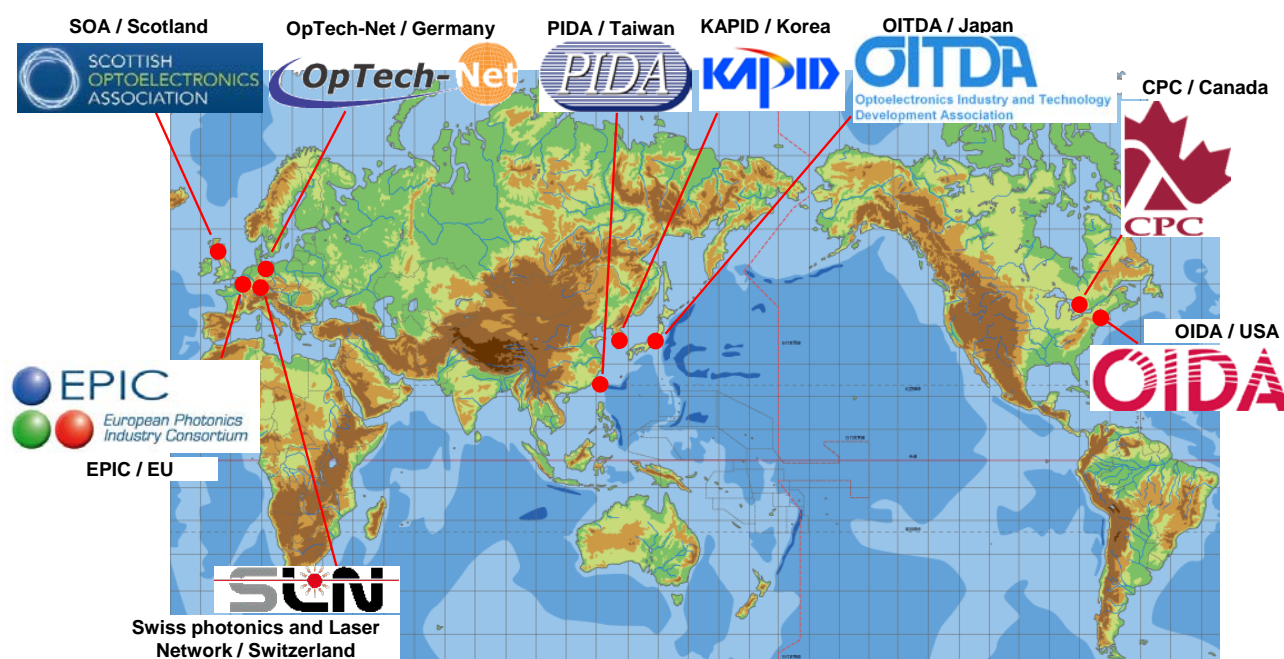 SOA / Scotland
OpTech-Net / Germany
PIDA / Taiwan
KAPID / Korea
OITDA / Japan
SCOTTISH
OPTOELECTRONICS
ASSOCIATION
OpTech-Net
PIDA
KAPID
OITDA
Optoelectronics Industry and Technology
Development Association
CPC / Canada
CPC
OIDA / USA
OIDA
EPIC
European Photonics
Industry Consortium
EPIC / EU
SLN
Swiss photonics and Laser
Network / Switzerland